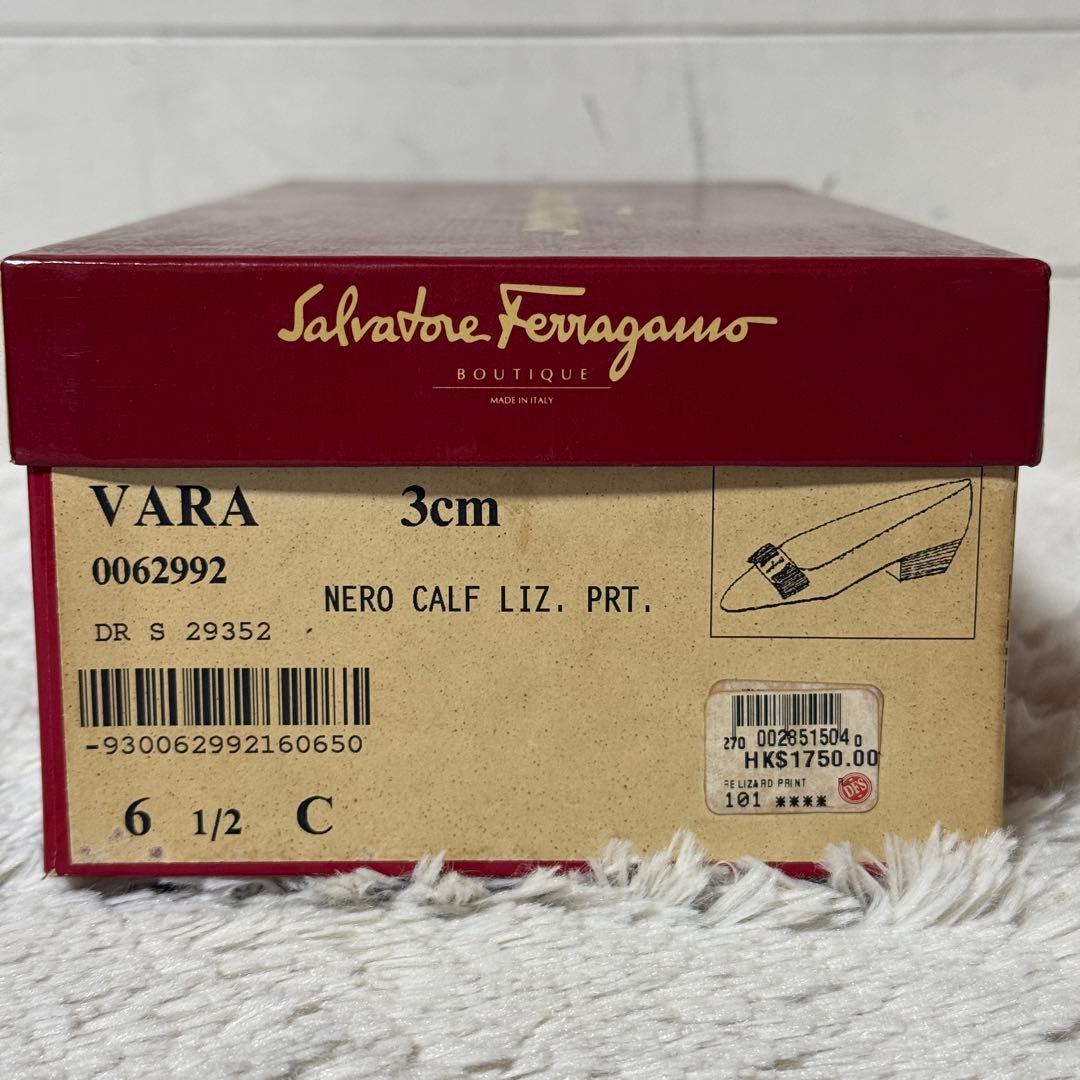 Salvatore Ferragamo
BOUTIQUE
MADE IN ITALY
VARA 3cm
0062992
NERO CALF LIZ. PRT.
DR S 29352
-930062992160650
6 1/2 C
270 002851504 0
HK$1750.00
LIZARD PRINT
101 ****
DFS